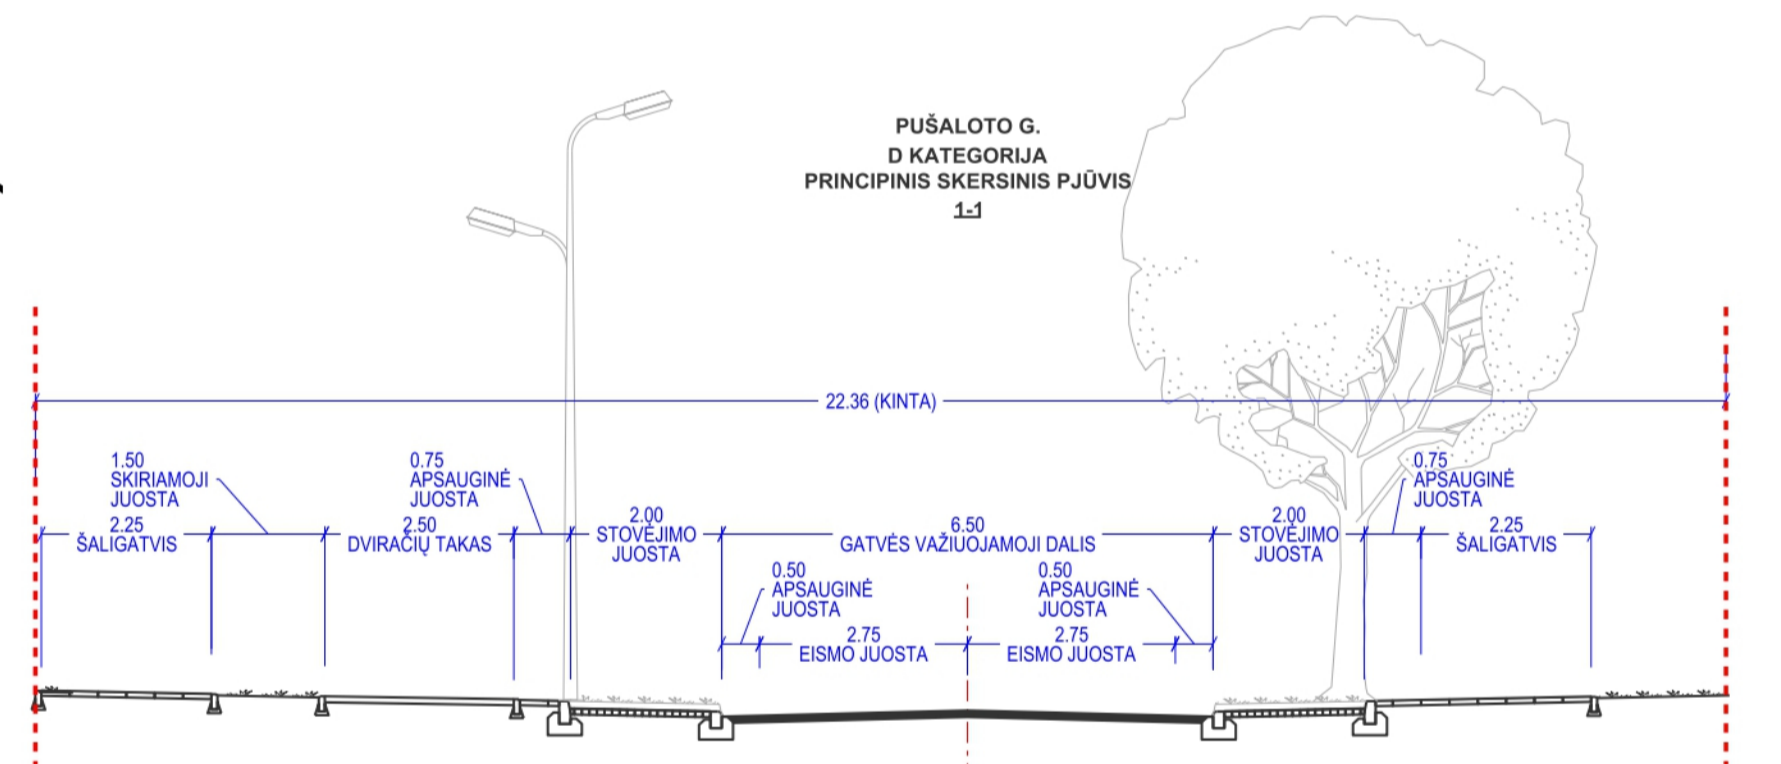 PUŠALOTO G.
D KATEGORIJA
PRINCIPINIS SKERSINIS PJŪVIS
1-1
22.36 (KINTA)
1.50
SKIRIAMOJI
JUOSTA
0.75
APSAUGINĖ
JUOSTA
0.75
APSAUGINĖ
JUOSTA
2.25
ŠALIGATVIS
2.50
DVIRAČIŲ TAKAS
2.00
STOVĖJIMO
JUOSTA
6.50
GATVĖS VAŽIUOJAMOJI DALIS
2.00
STOVĖJIMO
JUOSTA
2.25
ŠALIGATVIS
0.50
APSAUGINĖ
JUOSTA
0.50
APSAUGINĖ
JUOSTA
2.75
EISMO JUOSTA
2.75
EISMO JUOSTA